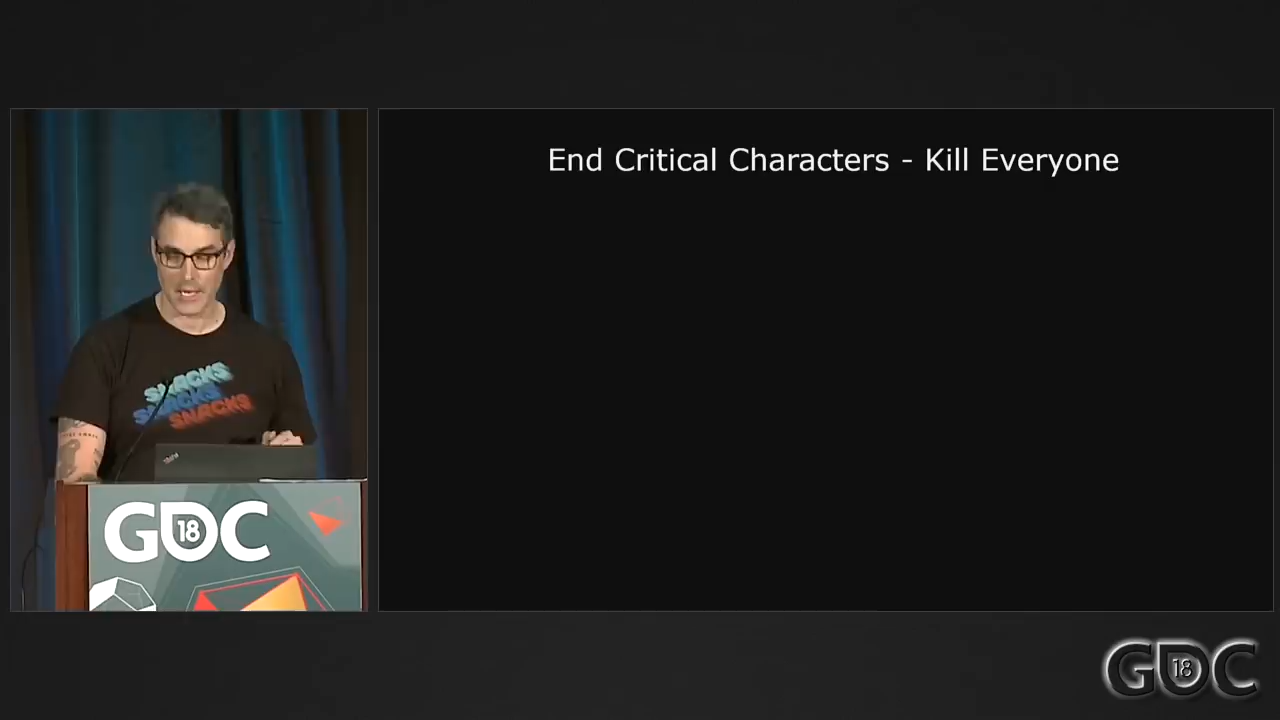 End Critical Characters - Kill Everyone
SNACKS
SNACKS
SNACKS
GDC
18
GDC
18